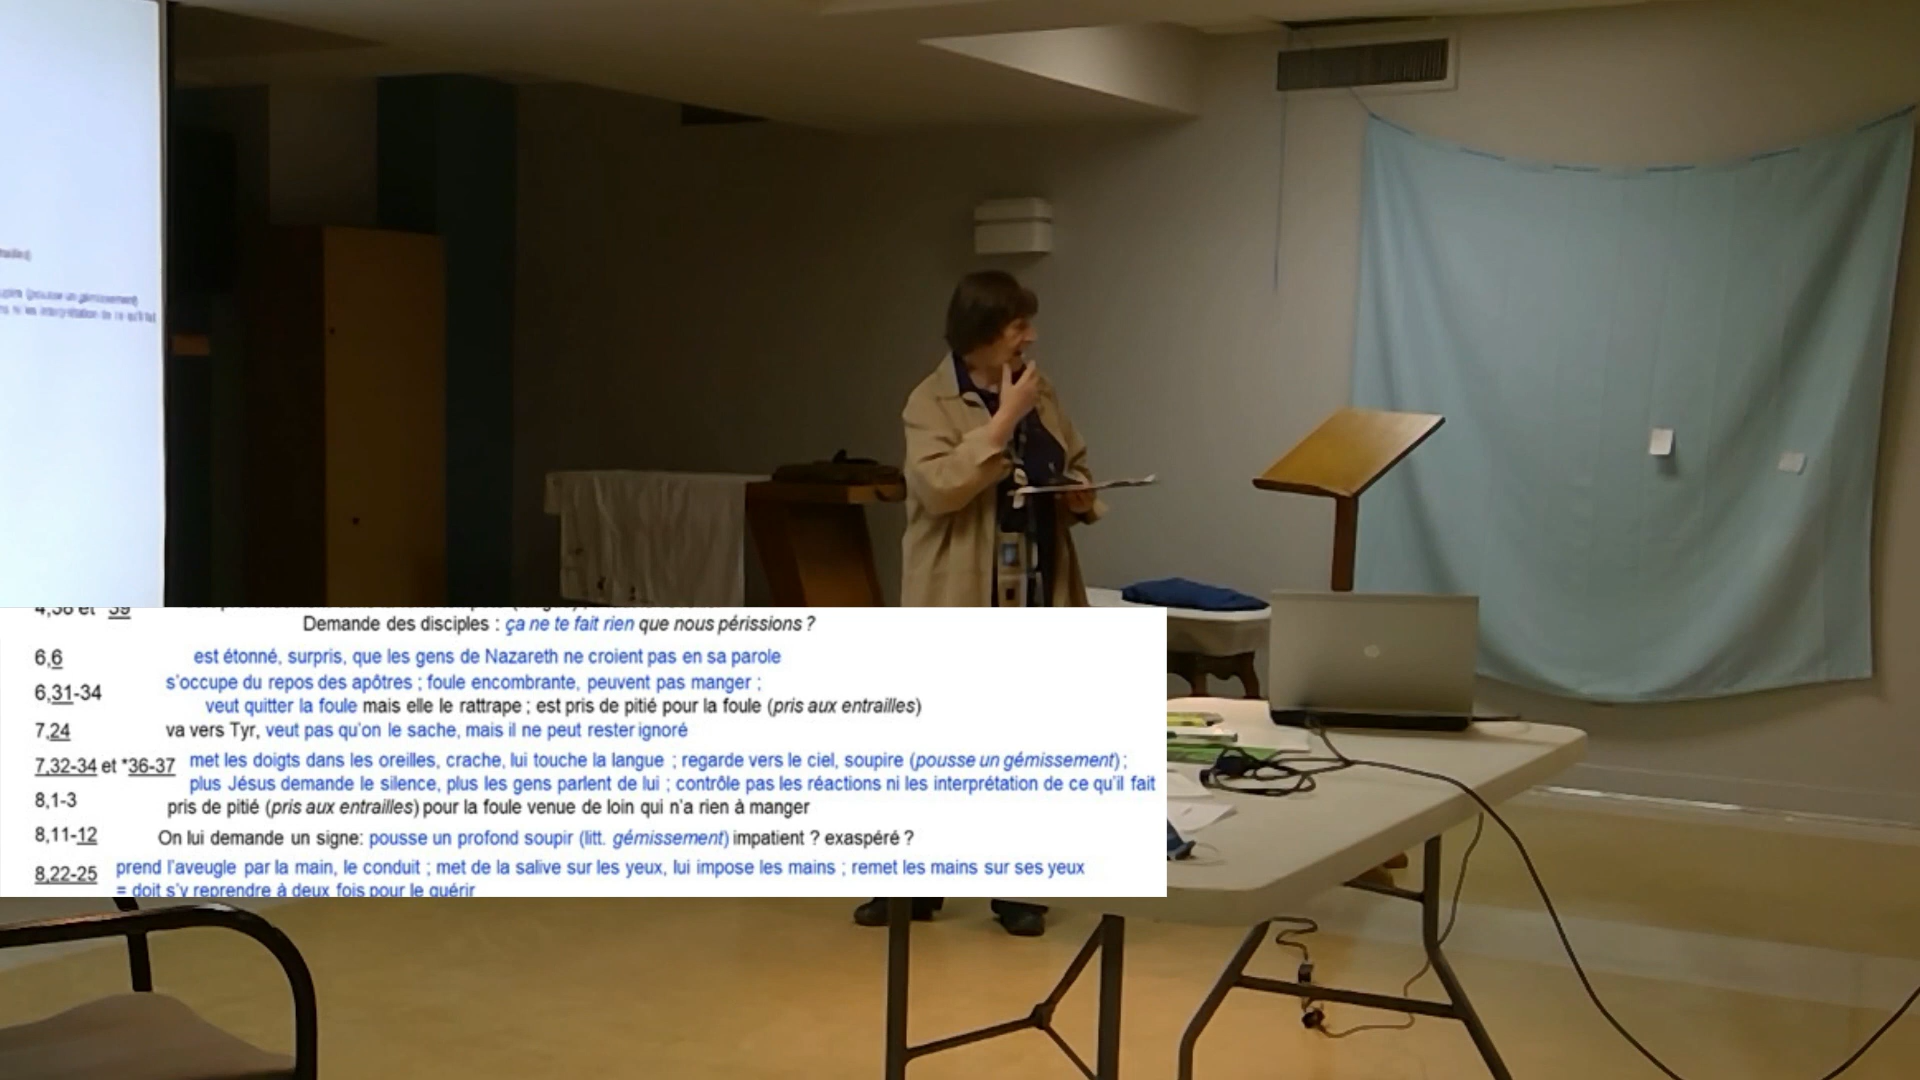 (pousse un gémissement)
4,38 et *39
Demande des disciples : ça ne te fait rien que nous périssions ?
6,6 est étonné, surpris, que les gens de Nazareth ne croient pas en sa parole
6,31-34 s'occupe du repos des apôtres ; foule encombrante, peuvent pas manger ;
veut quitter la foule mais elle le rattrape ; est pris de pitié pour la foule (pris aux entrailles)
7,24 va vers Tyr, veut pas qu'on le sache, mais il ne peut rester ignoré
7,32-34 et *36-37 met les doigts dans les oreilles, crache, lui touche la langue ; regarde vers le ciel, soupire (pousse un gémissement) ;
plus Jésus demande le silence, plus les gens parlent de lui ; contrôle pas les réactions ni les interprétation de ce qu'il fait
8,1-3 pris de pitié (pris aux entrailles) pour la foule venue de loin qui n'a rien à manger
8,11-12 On lui demande un signe: pousse un profond soupir (litt. gémissement) impatient ? exaspéré ?
8,22-25 prend l'aveugle par la main, le conduit ; met de la salive sur les yeux, lui impose les mains ; remet les mains sur ses yeux
= doit s'y reprendre à deux fois pour le guérir